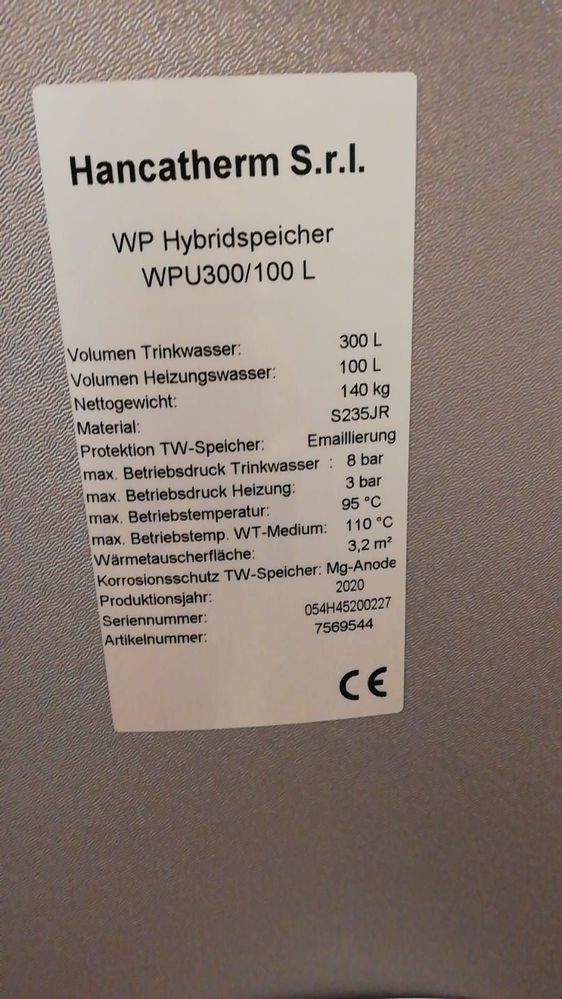 Hancatherm S.r.l.
WP Hybridspeicher
WPU300/100 L
Volumen Trinkwasser: 300 L
Volumen Heizungswasser: 100 L
Nettogewicht: 140 kg
Material: S235JR
Protektion TW-Speicher: Emaillierung
max. Betriebsdruck Trinkwasser : 8 bar
max. Betriebsdruck Heizung: 3 bar
max. Betriebstemperatur: 95 °C
max. Betriebstemp. WT-Medium: 110 °C
Wärmetauscherfläche: 3,2 m²
Korrosionsschutz TW-Speicher: Mg-Anode
Produktionsjahr: 2020
Seriennummer: 054H45200227
Artikelnummer: 7569544
CE